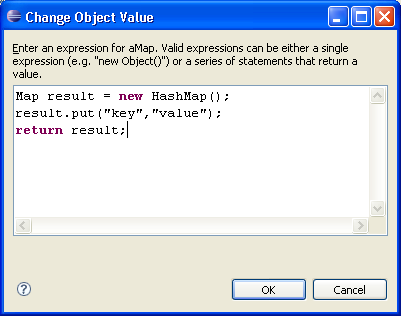 Change Object Value
Enter an expression for aMap. Valid expressions can be either a single
expression (e.g. "new Object()") or a series of statements that return a
value.
Map result = new HashMap();
result.put("key","value");
return result;
?
OK
Cancel